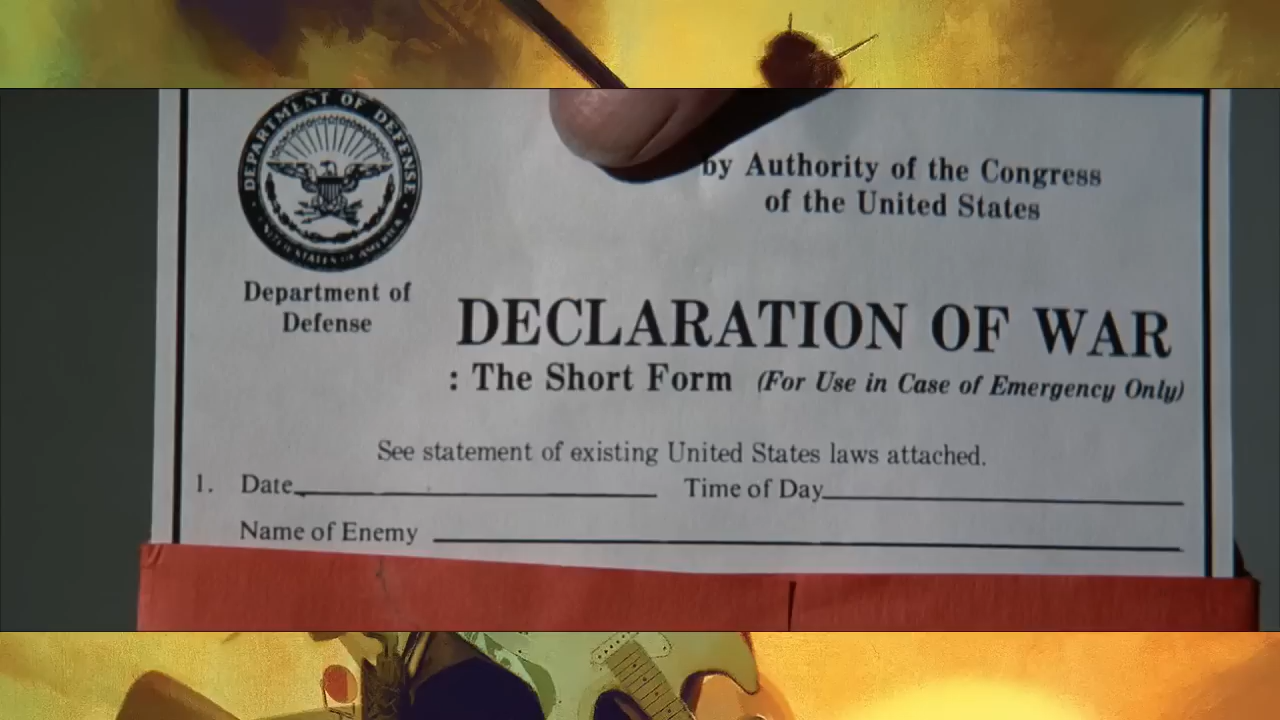 DEPARTMENT OF DEFENSE
UNITED STATES OF AMERICA
by Authority of the Congress
of the United States
Department of
Defense
DECLARATION OF WAR
: The Short Form (For Use in Case of Emergency Only)
See statement of existing United States laws attached.
1. Date Time of Day
Name of Enemy